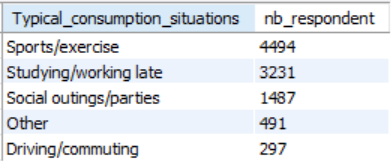 Typical_consumption_situations nb_respondent
Sports/exercise 4494
Studying/working late 3231
Social outings/parties 1487
Other 491
Driving/commuting 297